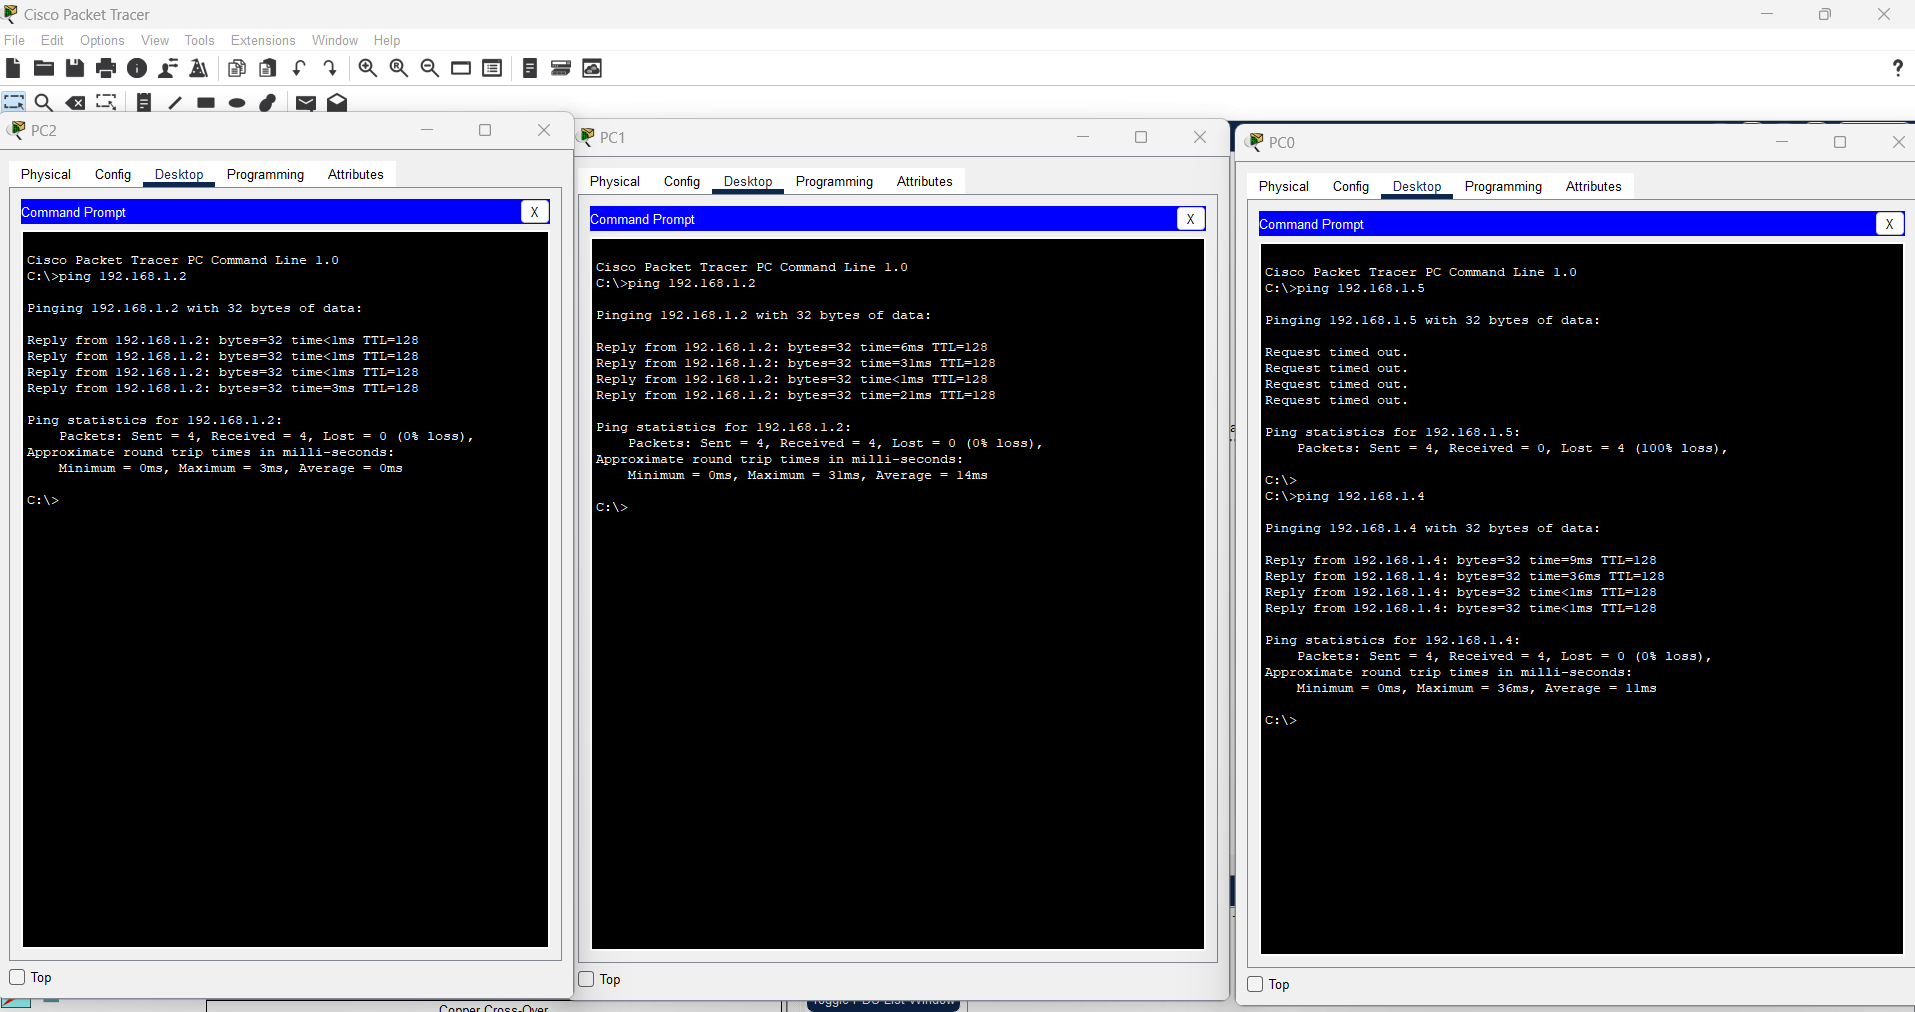 Cisco Packet Tracer
File Edit Options View Tools Extensions Window Help
?
PC2
Physical Config Desktop Programming Attributes
Command Prompt X
Cisco Packet Tracer PC Command Line 1.0
C:\>ping 192.168.1.2
Pinging 192.168.1.2 with 32 bytes of data:
Reply from 192.168.1.2: bytes=32 time<1ms TTL=128
Reply from 192.168.1.2: bytes=32 time<1ms TTL=128
Reply from 192.168.1.2: bytes=32 time<1ms TTL=128
Reply from 192.168.1.2: bytes=32 time=3ms TTL=128
Ping statistics for 192.168.1.2:
Packets: Sent = 4, Received = 4, Lost = 0 (0% loss),
Approximate round trip times in milli-seconds:
Minimum = 0ms, Maximum = 3ms, Average = 0ms
C:\>
Top
PC1
Physical Config Desktop Programming Attributes
Command Prompt X
Cisco Packet Tracer PC Command Line 1.0
C:\>ping 192.168.1.2
Pinging 192.168.1.2 with 32 bytes of data:
Reply from 192.168.1.2: bytes=32 time=6ms TTL=128
Reply from 192.168.1.2: bytes=32 time=31ms TTL=128
Reply from 192.168.1.2: bytes=32 time<1ms TTL=128
Reply from 192.168.1.2: bytes=32 time=21ms TTL=128
Ping statistics for 192.168.1.2:
Packets: Sent = 4, Received = 4, Lost = 0 (0% loss),
Approximate round trip times in milli-seconds:
Minimum = 0ms, Maximum = 31ms, Average = 14ms
C:\>
Top
PC0
Physical Config Desktop Programming Attributes
Command Prompt X
Cisco Packet Tracer PC Command Line 1.0
C:\>ping 192.168.1.5
Pinging 192.168.1.5 with 32 bytes of data:
Request timed out.
Request timed out.
Request timed out.
Request timed out.
Ping statistics for 192.168.1.5:
Packets: Sent = 4, Received = 0, Lost = 4 (100% loss),
C:\>
C:\>ping 192.168.1.4
Pinging 192.168.1.4 with 32 bytes of data:
Reply from 192.168.1.4: bytes=32 time=9ms TTL=128
Reply from 192.168.1.4: bytes=32 time=36ms TTL=128
Reply from 192.168.1.4: bytes=32 time<1ms TTL=128
Reply from 192.168.1.4: bytes=32 time<1ms TTL=128
Ping statistics for 192.168.1.4:
Packets: Sent = 4, Received = 4, Lost = 0 (0% loss),
Approximate round trip times in milli-seconds:
Minimum = 0ms, Maximum = 36ms, Average = 11ms
C:\>
Top
Copper Cross-Over
Toggle PDU List Window